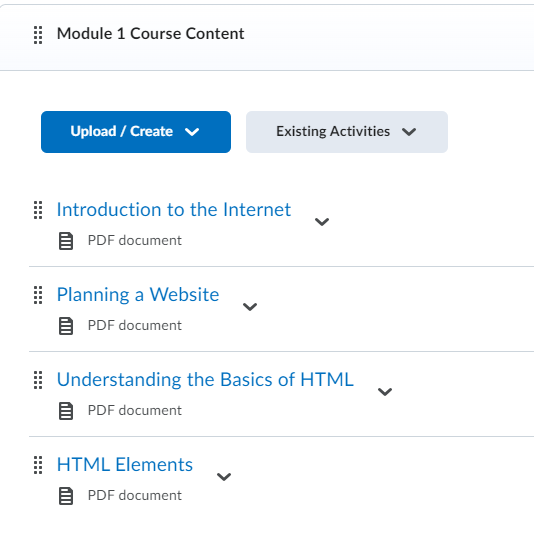 Module 1 Course Content
Upload / Create
Existing Activities
Introduction to the Internet
PDF document
Planning a Website
PDF document
Understanding the Basics of HTML
PDF document
HTML Elements
PDF document